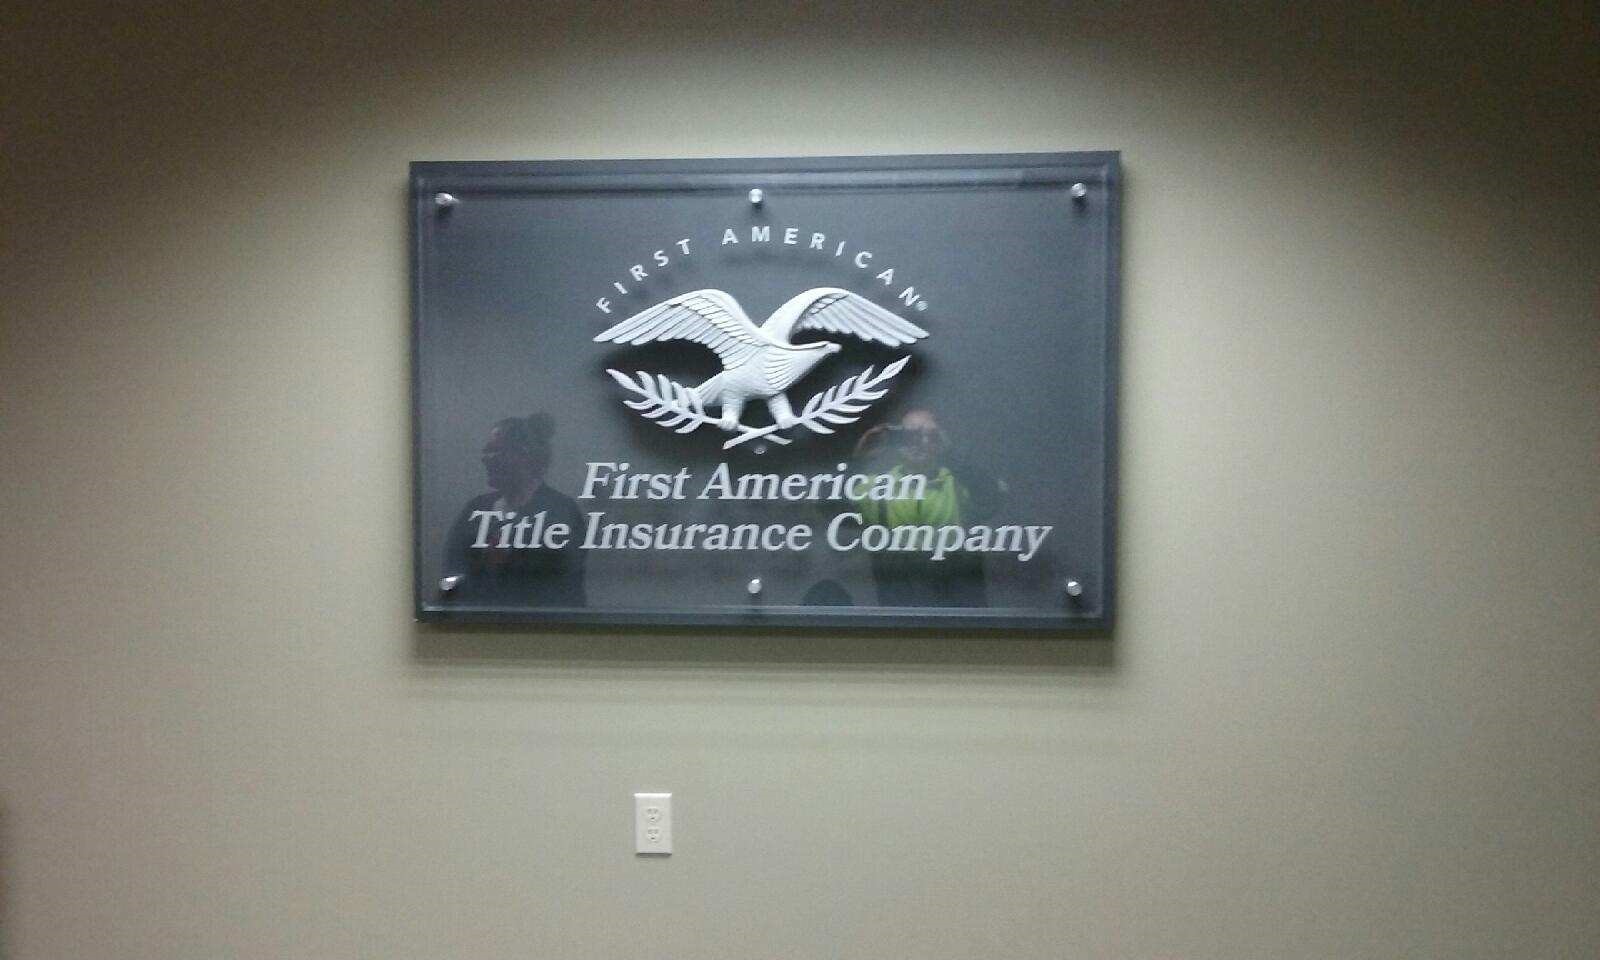 FIRST AMERICAN®
First American
Title Insurance Company